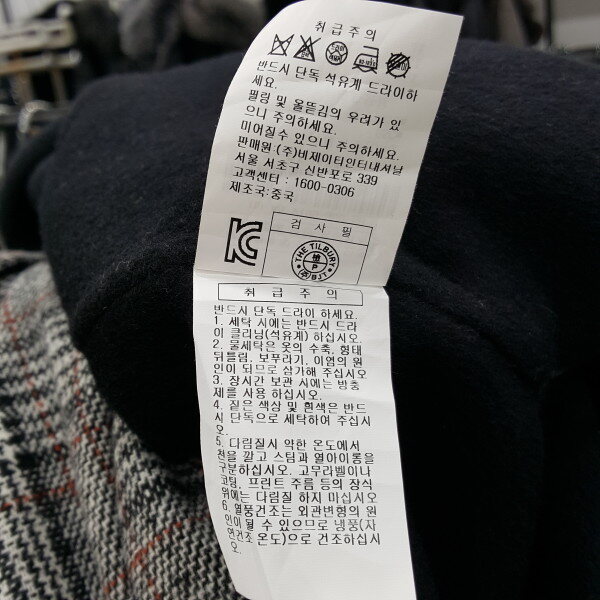 취급주의
반드시 단독 석유계 드라이하
세요.
필링 및 올뜯김의 우려가 있
으니 주의하세요.
미어질수 있으니 주의하세요.
판매원:(주)비제이티인터내셔날
서울 서초구 신반포로 339
고객센터 : 1600-0306
제조국:중국
검 사 필
THE TILBURY
P
(주)BJT
취 급 주 의
반드시 단독 드라이 하세요.
1. 세탁 시에는 반드시 드라
이 클리닝(석유계) 하십시오.
2. 물세탁은 옷의 수축, 형태
뒤틀림, 보푸라기, 이염의 원
인이 되므로 삼가해 주십시오
3. 장시간 보관 시에는 방충
제를 사용 하십시오.
4. 짙은 색상 및 흰색은 반드
시 단독으로 세탁하여 주십시
오.
5. 다림질시 약한 온도에서
천을 깔고 스팀과 열아이롱을
구분하십시오. 고무라벨이나
코팅, 프린트 주름 등의 장식
위에는 다림질 하지 마십시오
6. 열풍건조는 외관변형의 원
인이 될 수 있으므로 냉풍(자
연건조 온도)으로 건조하십시
오.